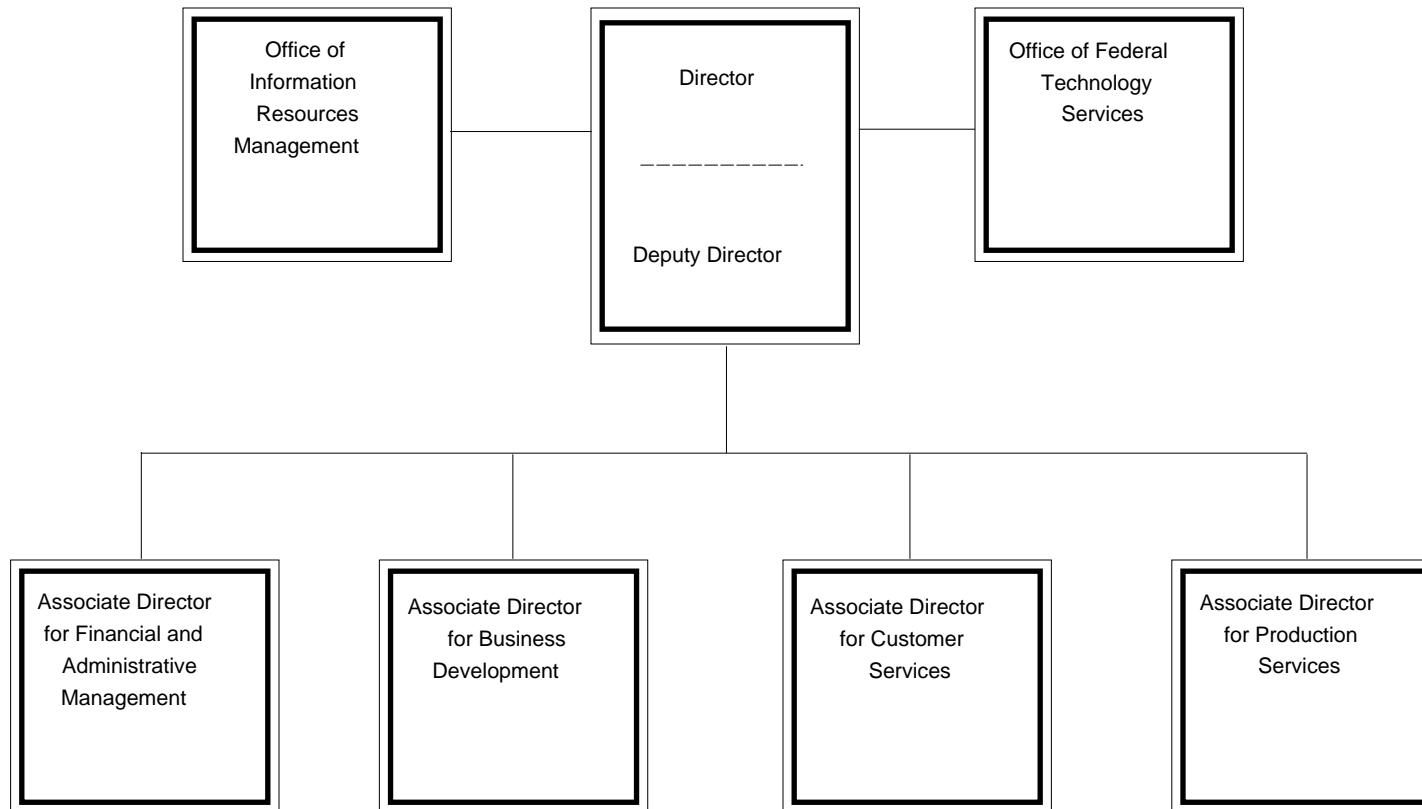 Office of
Information
Resources
Management
Director
Deputy Director
Office of Federal
Technology
Services
Associate Director
for Financial and
Administrative
Management
Associate Director
for Business
Development
Associate Director
for Customer
Services
Associate Director
for Production
Services